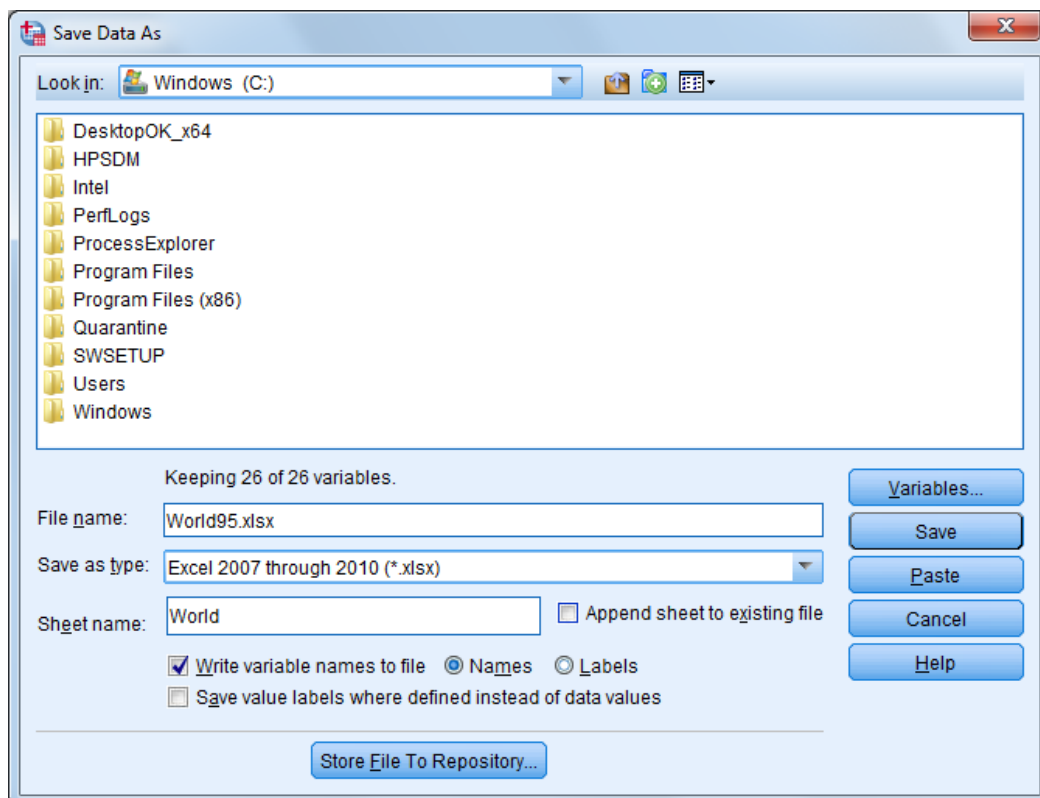 Save Data As
Look in: Windows (C:)
DesktopOK_x64
HPSDM
Intel
PerfLogs
ProcessExplorer
Program Files
Program Files (x86)
Quarantine
SWSETUP
Users
Windows
Keeping 26 of 26 variables.
Variables...
File name: World95.xlsx
Save
Save as type: Excel 2007 through 2010 (*.xlsx)
Paste
Sheet name: World
Append sheet to existing file
Cancel
Write variable names to file Names Labels
Help
Save value labels where defined instead of data values
Store File To Repository...